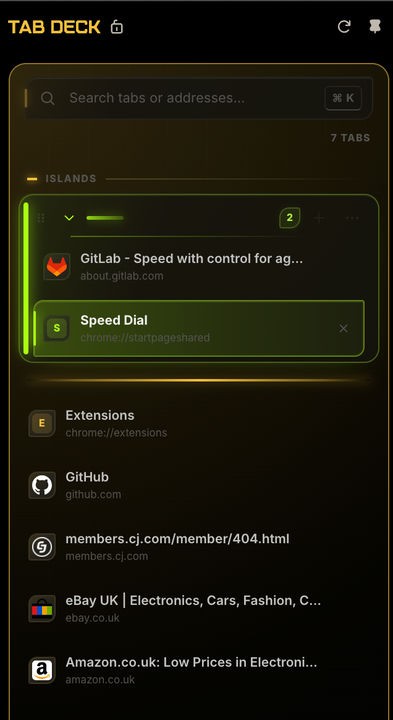 TAB DECK
Search tabs or addresses...
⌘ K
7 TABS
ISLANDS
2
GitLab - Speed with control for ag...
about.gitlab.com
S
Speed Dial
chrome://startpageshared
E
Extensions
chrome://extensions
GitHub
github.com
members.cj.com/member/404.html
members.cj.com
eBay UK | Electronics, Cars, Fashion, C...
ebay.co.uk
a
Amazon.co.uk: Low Prices in Electroni...
amazon.co.uk